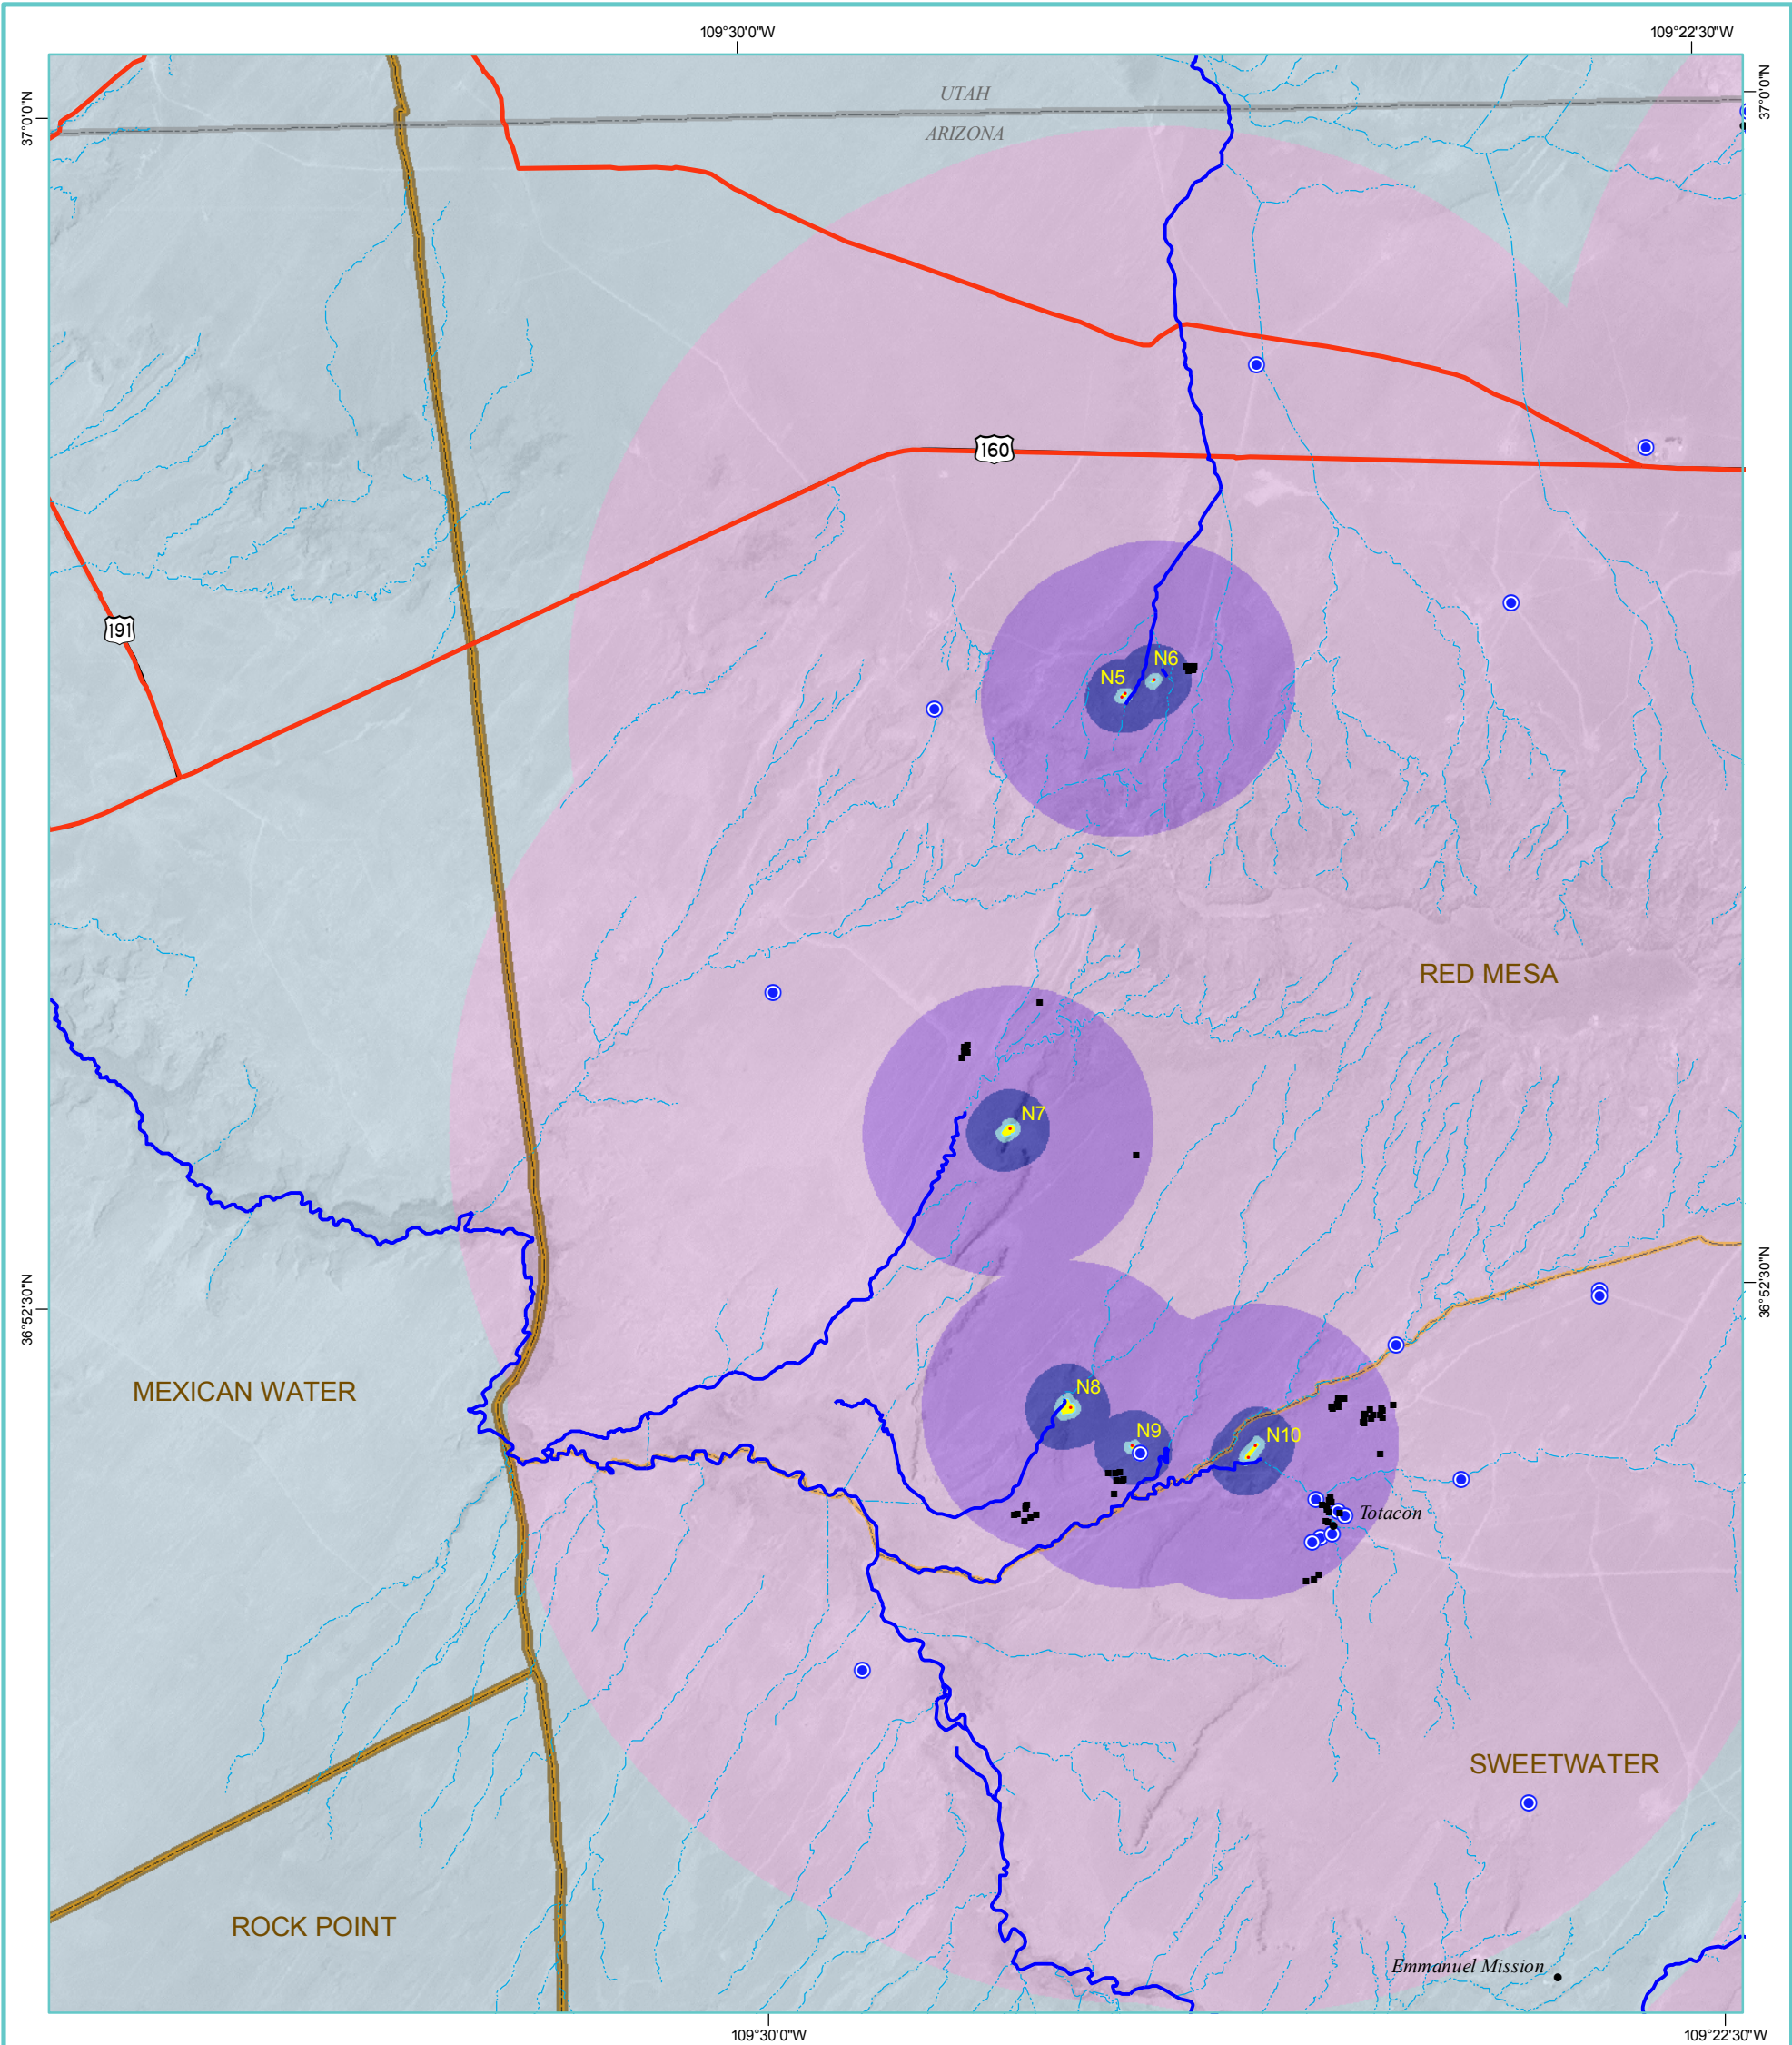 109°30'0"W
109°22'30"W
37°0'0"N
37°0'0"N
UTAH
ARIZONA
160
191
N6
N5
RED MESA
N7
36°52'30"N
36°52'30"N
MEXICAN WATER
N8
N9
N10
Totacon
SWEETWATER
ROCK POINT
Emmanuel Mission
109°30'0"W
109°22'30"W